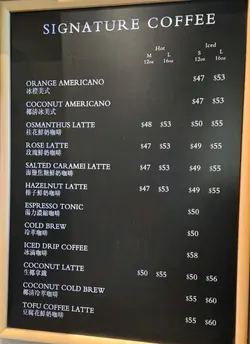 SIGNATURE COFFEE
Hot Iced
M L S L
12oz 16oz 12oz 16oz
ORANGE AMERICANO $47 $53
冰橙美式
COCONUT AMERICANO $47 $53
椰清冰美式
OSMANTHUS LATTE $48 $53 $50 $55
桂花鮮奶咖啡
ROSE LATTE $47 $53 $49 $55
玫瑰鮮奶咖啡
SALTED CARAMEL LATTE $47 $53 $49 $55
海鹽焦糖鮮奶咖啡
HAZELNUT LATTE $47 $53 $49 $55
榛子鮮奶咖啡
ESPRESSO TONIC $50
湯力濃縮咖啡
COLD BREW $50
冷萃咖啡
ICED DRIP COFFEE $58
冰滴咖啡
COCONUT LATTE $50 $55 $50 $56
生椰拿鐵
COCONUT COLD BREW $55 $60
椰清冷萃咖啡
TOFU COFFEE LATTE $55 $60
豆腐花鮮奶咖啡